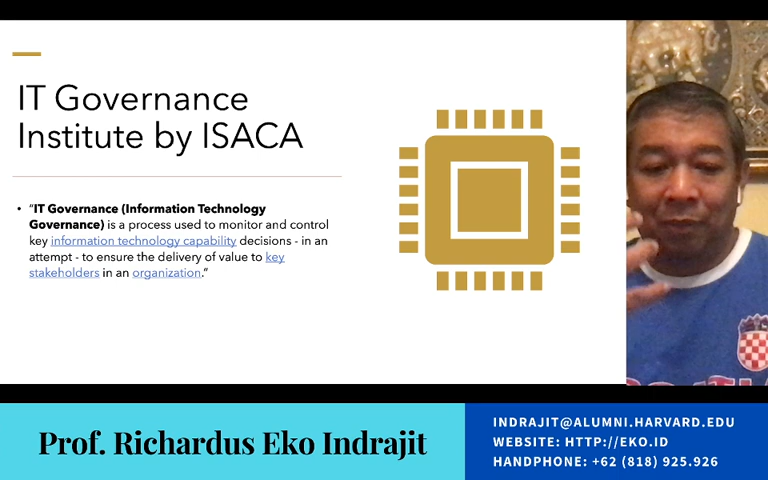 IT Governance
Institute by ISACA
• "IT Governance (Information Technology
Governance) is a process used to monitor and control
key information technology capability decisions - in an
attempt - to ensure the delivery of value to key
stakeholders in an organization."
Prof. Richardus Eko Indrajit
INDRAJIT@ALUMNI.HARVARD.EDU
WEBSITE: HTTP://EKO.ID
HANDPHONE: +62 (818) 925.926